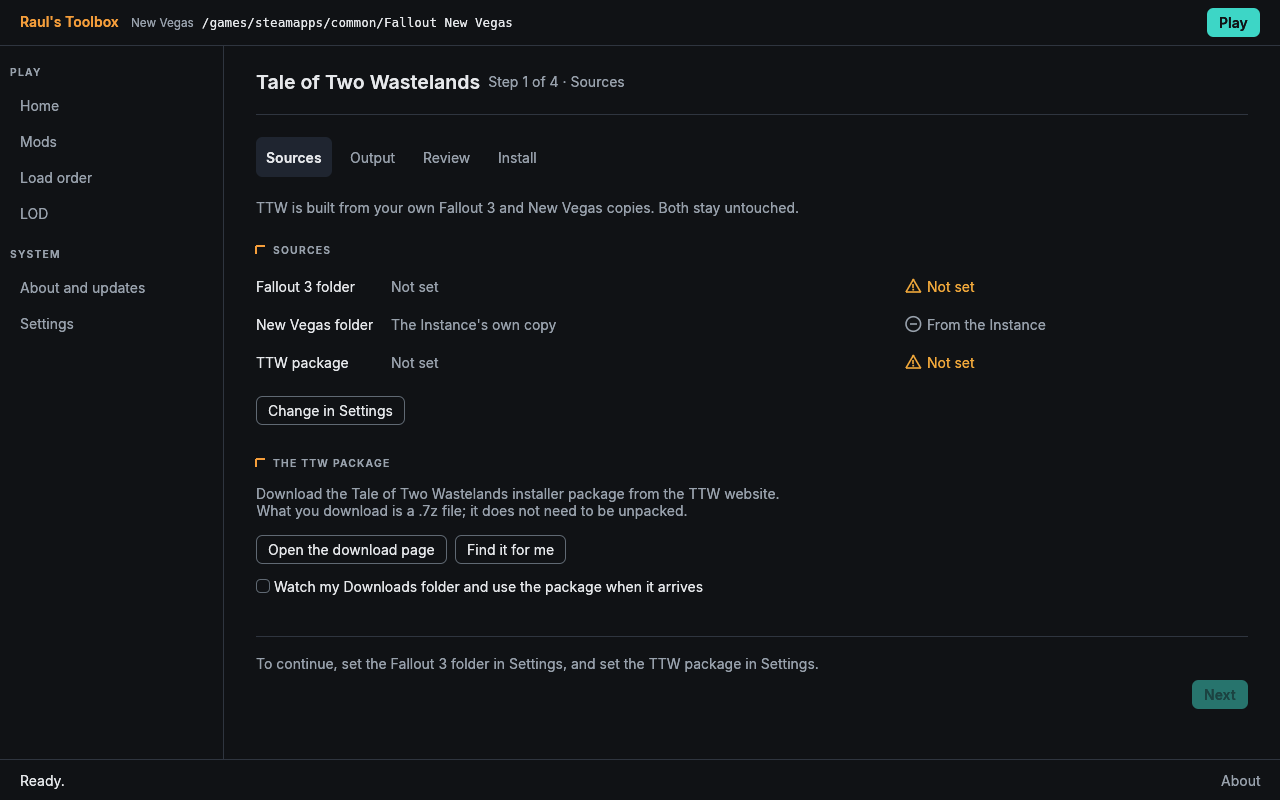 Raul's Toolbox New Vegas /games/steamapps/common/Fallout New Vegas Play
PLAY
Home
Mods
Load order
LOD
SYSTEM
About and updates
Settings
Tale of Two Wastelands Step 1 of 4 · Sources
Sources Output Review Install
TTW is built from your own Fallout 3 and New Vegas copies. Both stay untouched.
SOURCES
Fallout 3 folder Not set Not set
New Vegas folder The Instance's own copy From the Instance
TTW package Not set Not set
Change in Settings
THE TTW PACKAGE
Download the Tale of Two Wastelands installer package from the TTW website.
What you download is a .7z file; it does not need to be unpacked.
Open the download page Find it for me
Watch my Downloads folder and use the package when it arrives
To continue, set the Fallout 3 folder in Settings, and set the TTW package in Settings.
Next
Ready. About